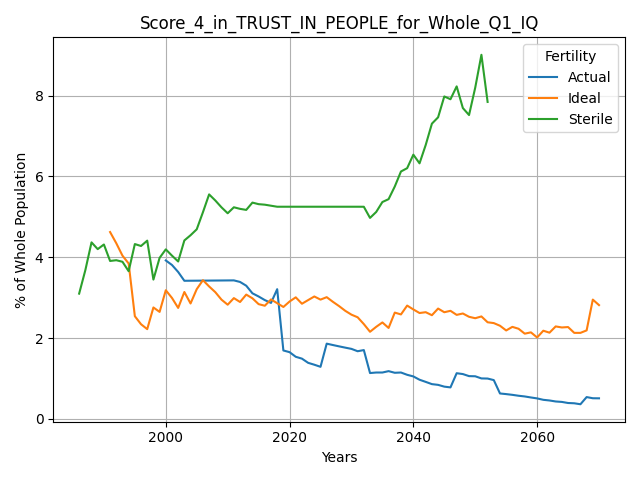 Score_4_in_TRUST_IN_PEOPLE_for_Whole_Q1_IQ
Fertility
Actual
Ideal
Sterile
% of Whole Population
8
6
4
2
0
2000
2020
2040
2060
Years